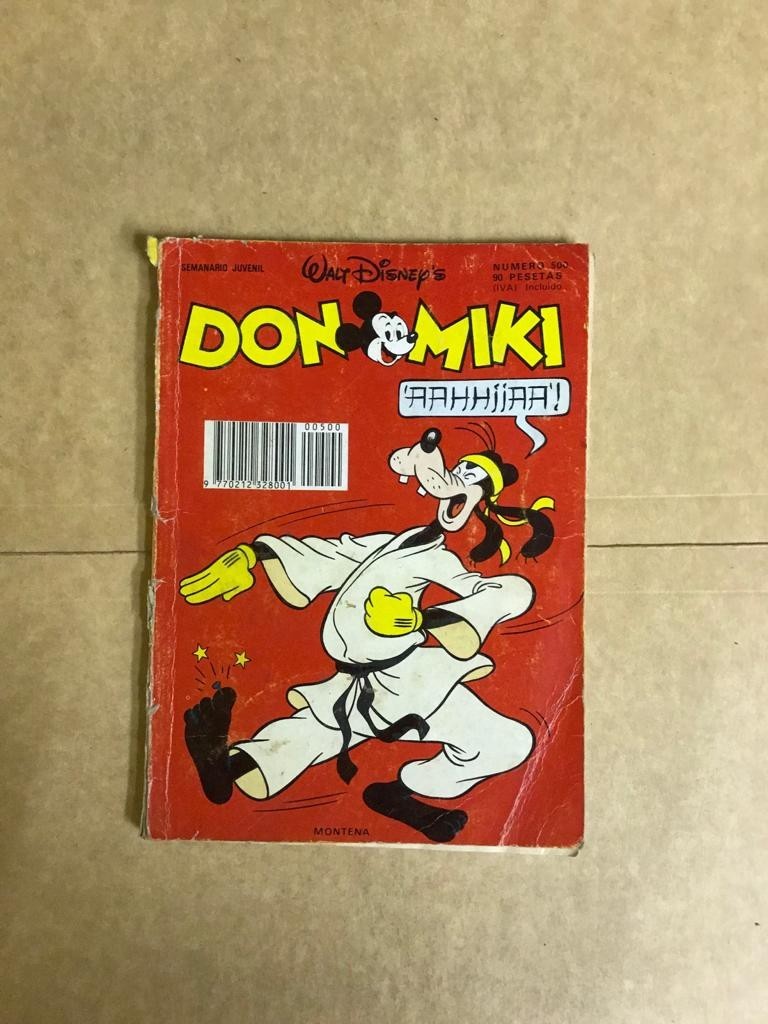 SEMANARIO JUVENIL
WALT DISNEY'S
NUMERO 500
90 PESETAS
(IVA) Incluido
DON MIKI
'AAHHIIAA'!
00500
9 770212 328001
MONTENA